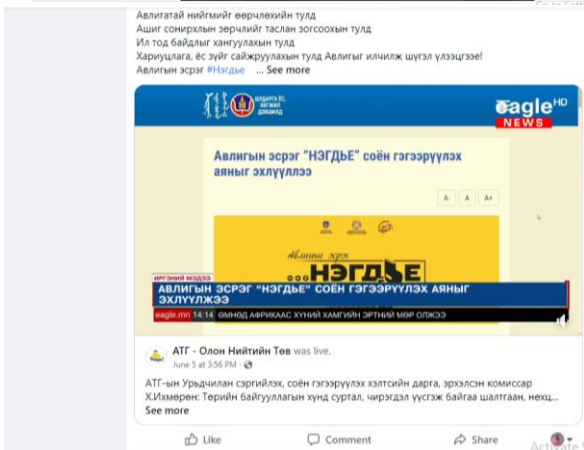 Авлигатай нийгмийг өөрчлөхийн тулд
Ашиг сонирхлын зөрчлийг таслан зогсоохын тулд
Ил тод байдлыг хангуулахын тулд
Хариуцлага, ёс зүйг сайжруулахын тулд Авлигыг илчилж шүгэл үлээцгээе!
Авлигын эсрэг #Нэгдье ... See more
ШУДАРГА ЁС,
ХӨГЖИЛ
ДЭВШИЛД
eagle HD
NEWS
Авлигын эсрэг "НЭГДЬЕ" соён гэгээрүүлэх
аяныг эхлүүллээ
A- A A+
Авлигын эсрэг
...НЭГДЬЕ
ИРГЭНИЙ МЭДЭЭ
АВЛИГЫН ЭСРЭГ "НЭГДЬЕ" СОЁН ГЭГЭЭРҮҮЛЭХ АЯНЫГ
ЭХЛҮҮЛЖЭЭ
eagle.mn 14:14 ӨМНӨД АФРИКААС ХҮНИЙ ХАМГИЙН ЭРТНИЙ МӨР ОЛЖЭЭ
АТГ - Олон Нийтийн Төв was live.
June 5 at 3:56 PM ·
АТГ-ын Урьдчилан сэргийлэх, соён гэгээрүүлэх хэлтсийн дарга, эрхэлсэн комиссар
Х.Ихмөрөн: Төрийн байгууллагын хүнд суртал, чирэгдэл үүсгэж байгаа шалтгаан, нөхц...
See more
Like Comment Share